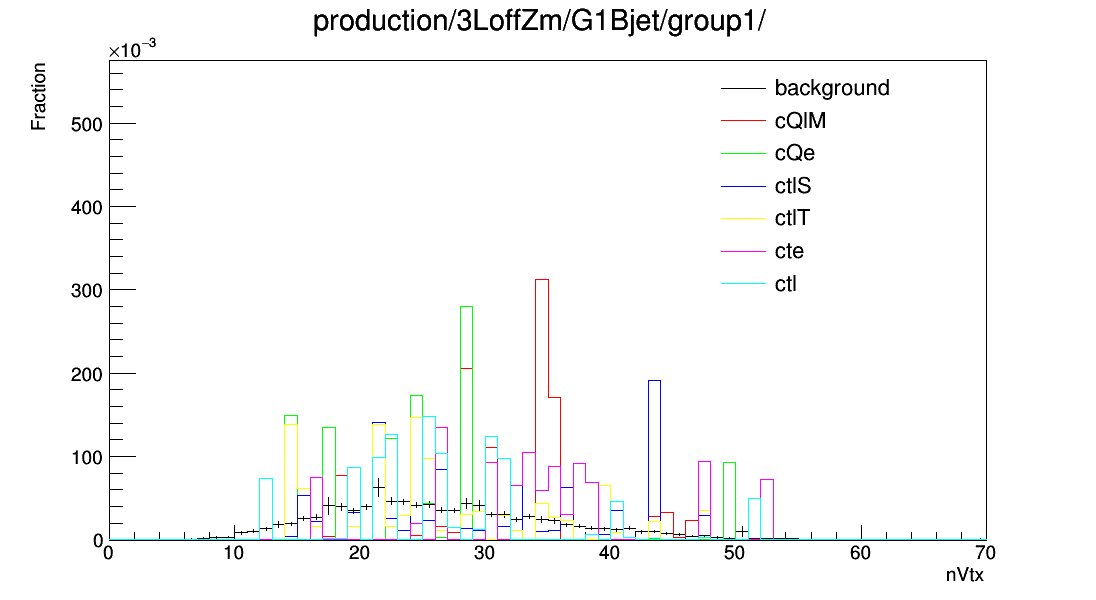 production/3LoffZm/G1Bjet/group1/
×10⁻³
Fraction
500
400
300
200
100
0
background
cQlM
cQe
ctlS
ctlT
cte
ctl
0 10 20 30 40 50 60 70
nVtx